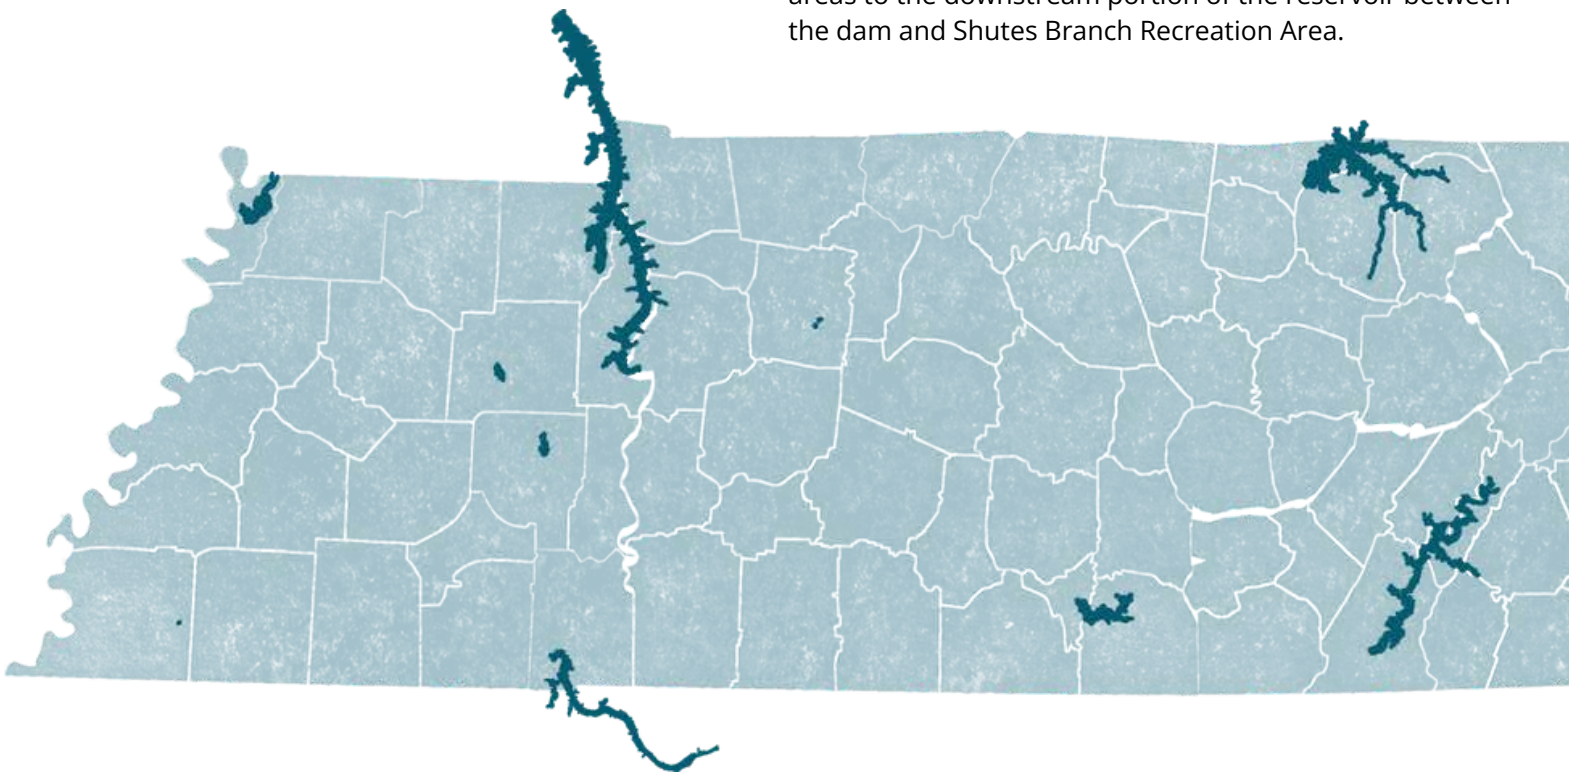 areas to the downstream portion of the reservoir between
the dam and Shutes Branch Recreation Area.